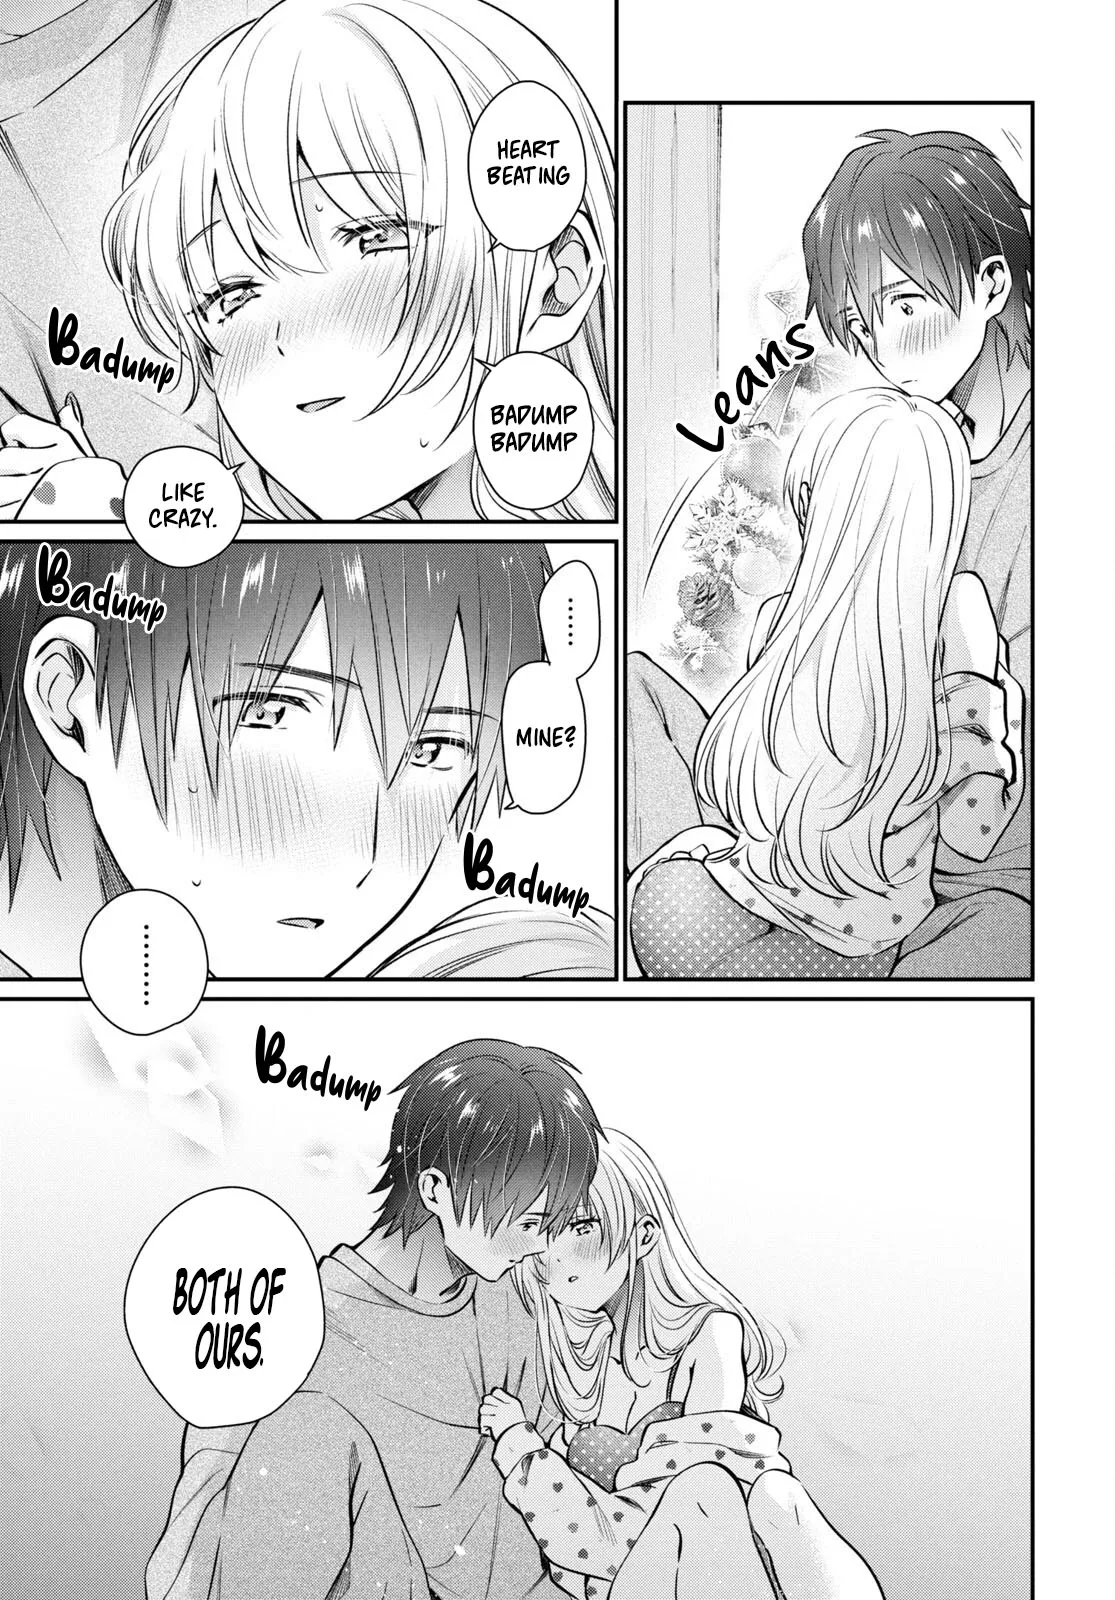 Leans
HEART
BEATING
BADUMP
BADUMP
Badump
LIKE
CRAZY.
Badump
......
MINE?
Badump
.........
Badump
BOTH OF
OURS.